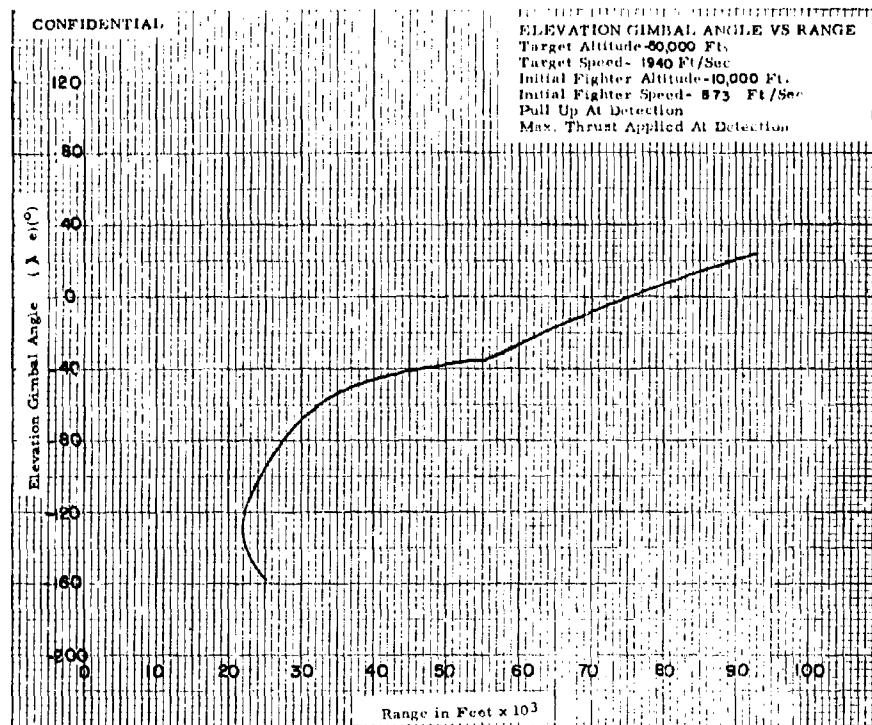 CONFIDENTIAL
ELEVATION GIMBAL ANGLE VS RANGE
Target Altitude-60,000 Ft.
Target Speed- 1940 Ft/Sec
Initial Fighter Altitude-10,000 Ft.
Initial Fighter Speed- 873 Ft/Sec
Pull Up At Detection
Max. Thrust Applied At Detection
120
80
40
0
-40
-80
-120
-160
-200
Elevation Gimbal Angle (λ e)(°)
0 10 20 30 40 50 60 70 80 90 100
Range in Feet x 10³